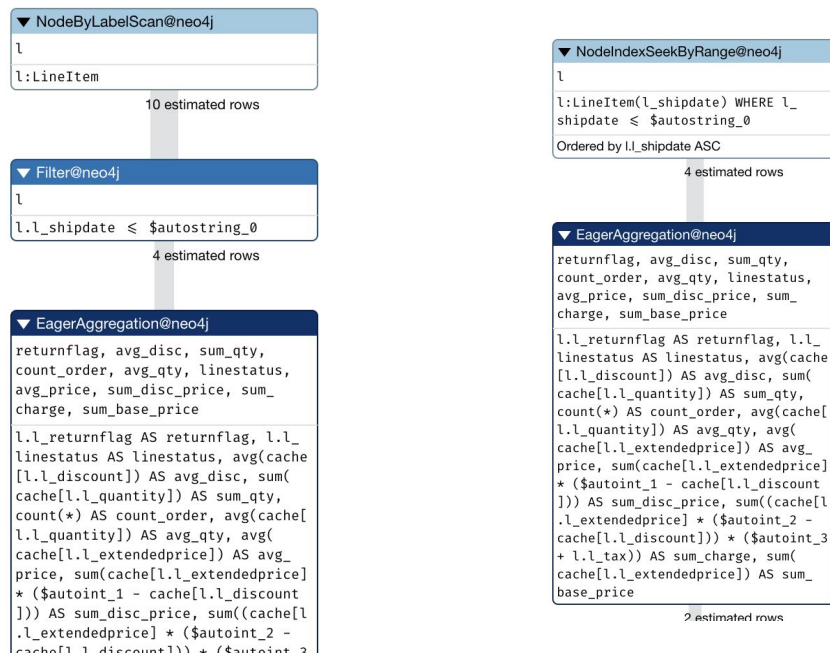 NodeByLabelScan@neo4j
l
l:LineItem
10 estimated rows
Filter@neo4j
l
l.l_shipdate ⩽ $autostring_0
4 estimated rows
EagerAggregation@neo4j
returnflag, avg_disc, sum_qty,
count_order, avg_qty, linestatus,
avg_price, sum_disc_price, sum_
charge, sum_base_price
l.l_returnflag AS returnflag, l.l_
linestatus AS linestatus, avg(cache
[l.l_discount]) AS avg_disc, sum(
cache[l.l_quantity]) AS sum_qty,
count(*) AS count_order, avg(cache[
l.l_quantity]) AS avg_qty, avg(
cache[l.l_extendedprice]) AS avg_
price, sum(cache[l.l_extendedprice]
* ($autoint_1 - cache[l.l_discount
])) AS sum_disc_price, sum((cache[l
.l_extendedprice] * ($autoint_2 -
cache[l.l_discount])) * ($autoint_3
NodeIndexSeekByRange@neo4j
l
l:LineItem(l_shipdate) WHERE l_
shipdate ⩽ $autostring_0
Ordered by l.l_shipdate ASC
4 estimated rows
EagerAggregation@neo4j
returnflag, avg_disc, sum_qty,
count_order, avg_qty, linestatus,
avg_price, sum_disc_price, sum_
charge, sum_base_price
l.l_returnflag AS returnflag, l.l_
linestatus AS linestatus, avg(cache
[l.l_discount]) AS avg_disc, sum(
cache[l.l_quantity]) AS sum_qty,
count(*) AS count_order, avg(cache[
l.l_quantity]) AS avg_qty, avg(
cache[l.l_extendedprice]) AS avg_
price, sum(cache[l.l_extendedprice]
* ($autoint_1 - cache[l.l_discount
])) AS sum_disc_price, sum((cache[l
.l_extendedprice] * ($autoint_2 -
cache[l.l_discount])) * ($autoint_3
+ l.l_tax)) AS sum_charge, sum(
cache[l.l_extendedprice]) AS sum_
base_price
2 estimated rows